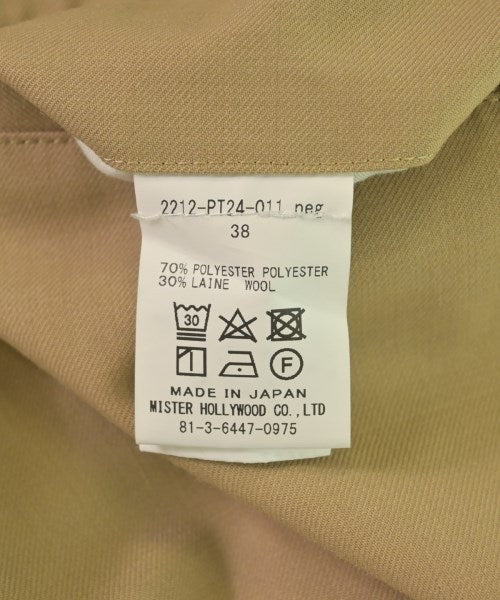 2212-PT24-011 neg
38
70% POLYESTER POLYESTER
30% LAINE WOOL
30
F
MADE IN JAPAN
MISTER HOLLYWOOD CO., LTD
81-3-6447-0975